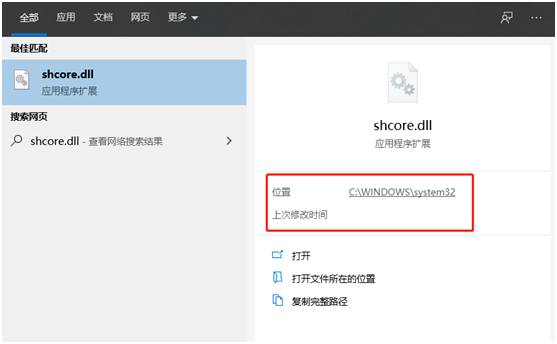 全部 应用 文档 网页 更多
最佳匹配
shcore.dll
应用程序扩展
搜索网页
shcore.dll - 查看网络搜索结果
shcore.dll
应用程序扩展
位置 C:\WINDOWS\system32
上次修改时间
打开
打开文件所在的位置
复制完整路径